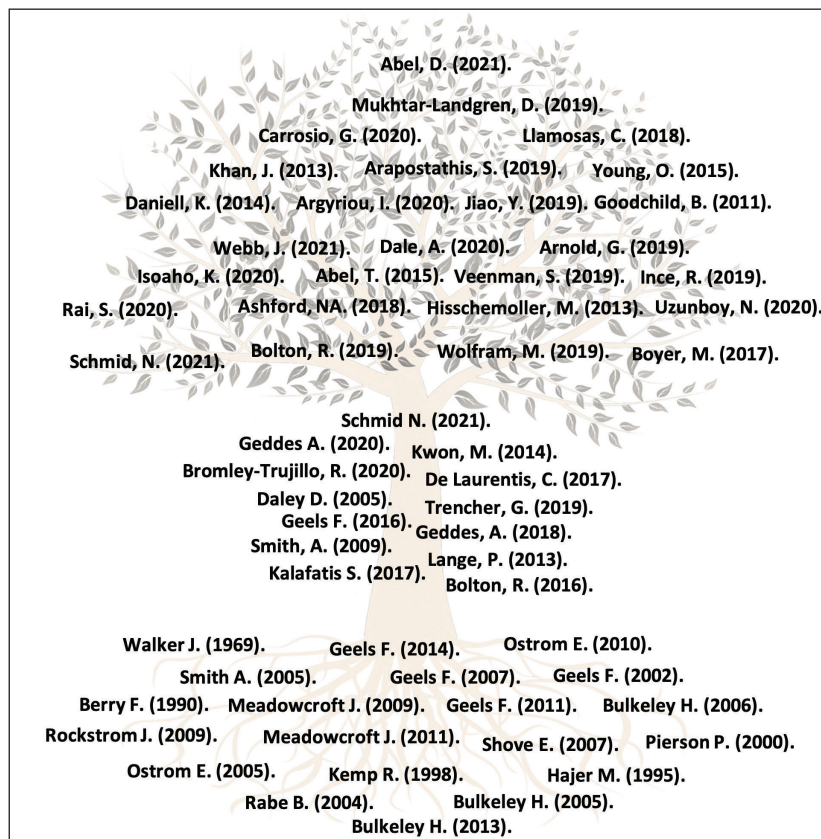 Abel, D. (2021).
Mukhtar-Landgren, D. (2019).
Carrosio, G. (2020). Llamosas, C. (2018).
Khan, J. (2013). Arapostathis, S. (2019). Young, O. (2015).
Daniell, K. (2014). Argyriou, I. (2020). Jiao, Y. (2019). Goodchild, B. (2011).
Webb, J. (2021). Dale, A. (2020). Arnold, G. (2019).
Isoaho, K. (2020). Abel, T. (2015). Veenman, S. (2019). Ince, R. (2019).
Rai, S. (2020). Ashford, NA. (2018). Hisschemoller, M. (2013). Uzunboy, N. (2020).
Schmid, N. (2021). Bolton, R. (2019). Wolfram, M. (2019). Boyer, M. (2017).
Schmid N. (2021).
Geddes A. (2020). Kwon, M. (2014).
Bromley-Trujillo, R. (2020). De Laurentis, C. (2017).
Daley D. (2005). Trencher, G. (2019).
Geels F. (2016). Geddes, A. (2018).
Smith, A. (2009). Lange, P. (2013).
Kalafatis S. (2017). Bolton, R. (2016).
Walker J. (1969). Geels F. (2014). Ostrom E. (2010).
Smith A. (2005). Geels F. (2007). Geels F. (2002).
Berry F. (1990). Meadowcroft J. (2009). Geels F. (2011). Bulkeley H. (2006).
Rockstrom J. (2009). Meadowcroft J. (2011). Shove E. (2007). Pierson P. (2000).
Ostrom E. (2005). Kemp R. (1998). Hajer M. (1995).
Rabe B. (2004). Bulkeley H. (2005).
Bulkeley H. (2013).